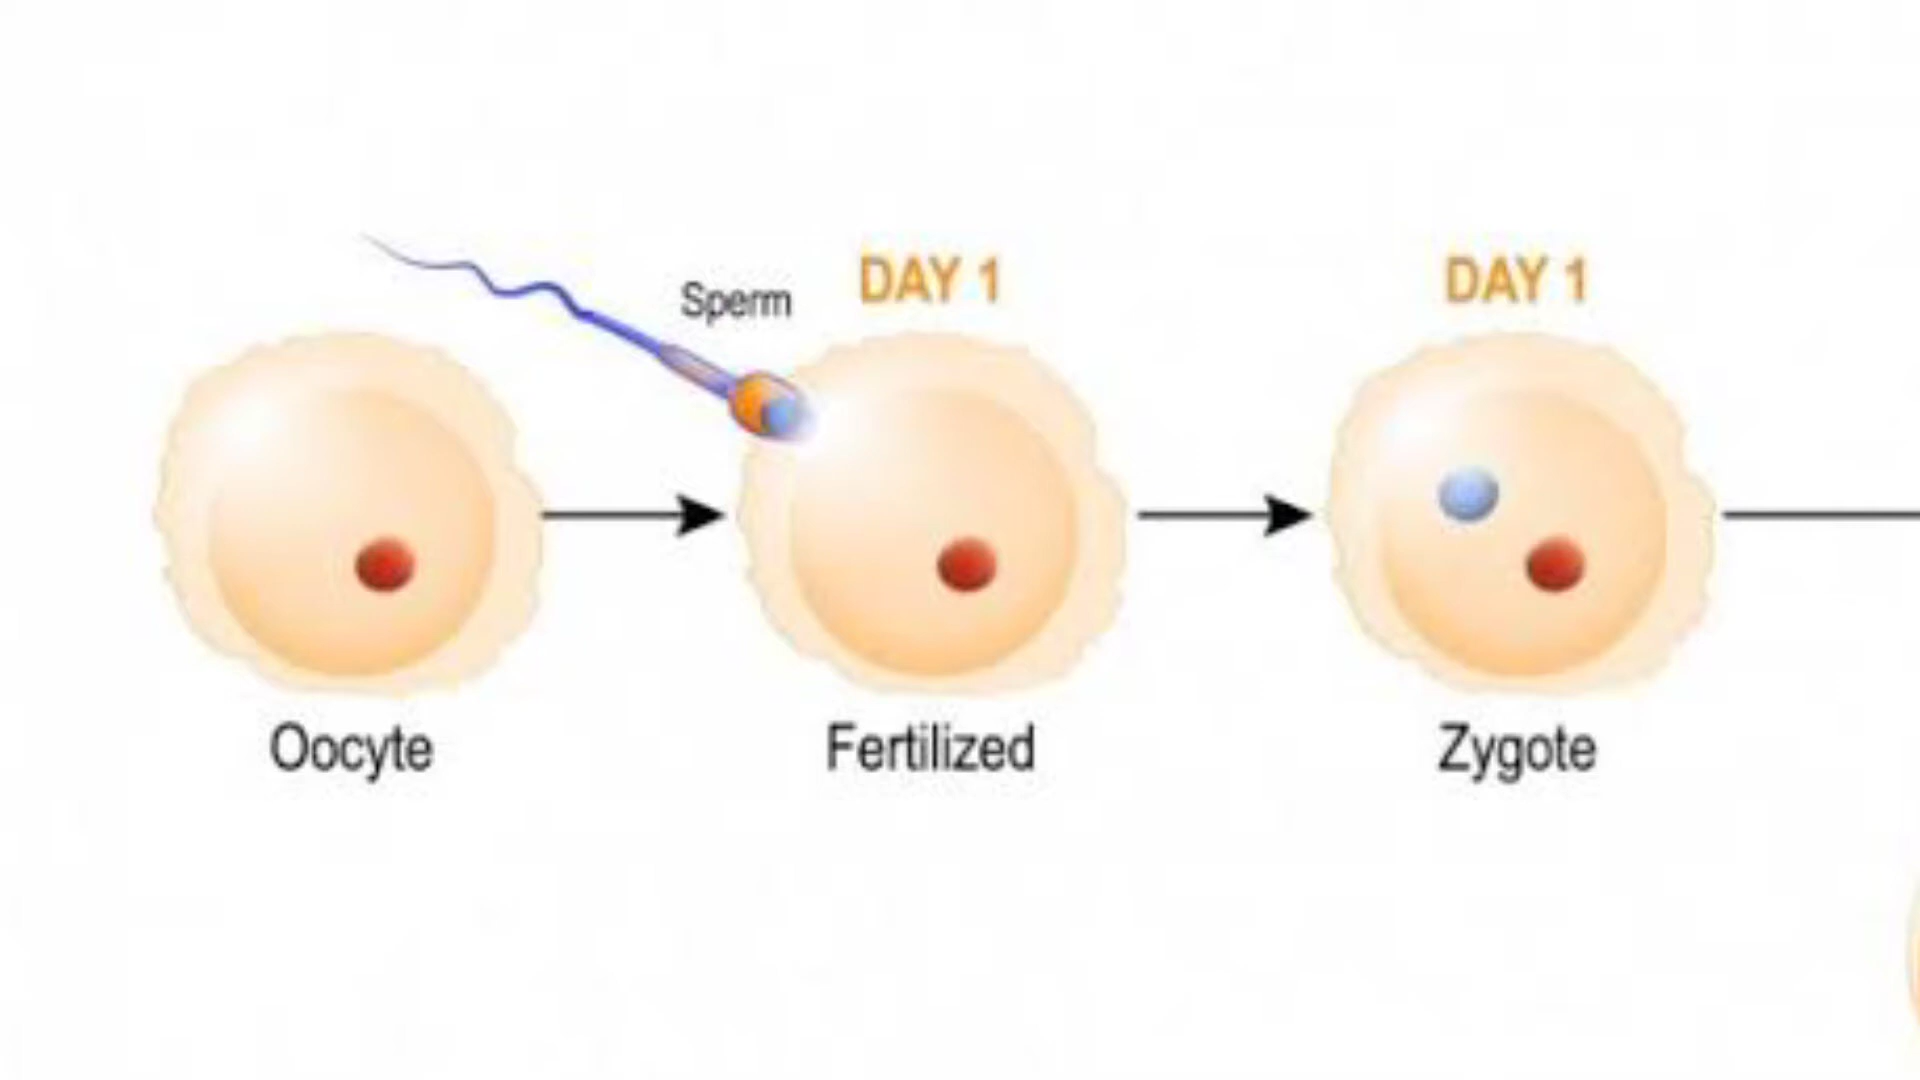 Sperm
DAY 1
DAY 1
Oocyte
Fertilized
Zygote